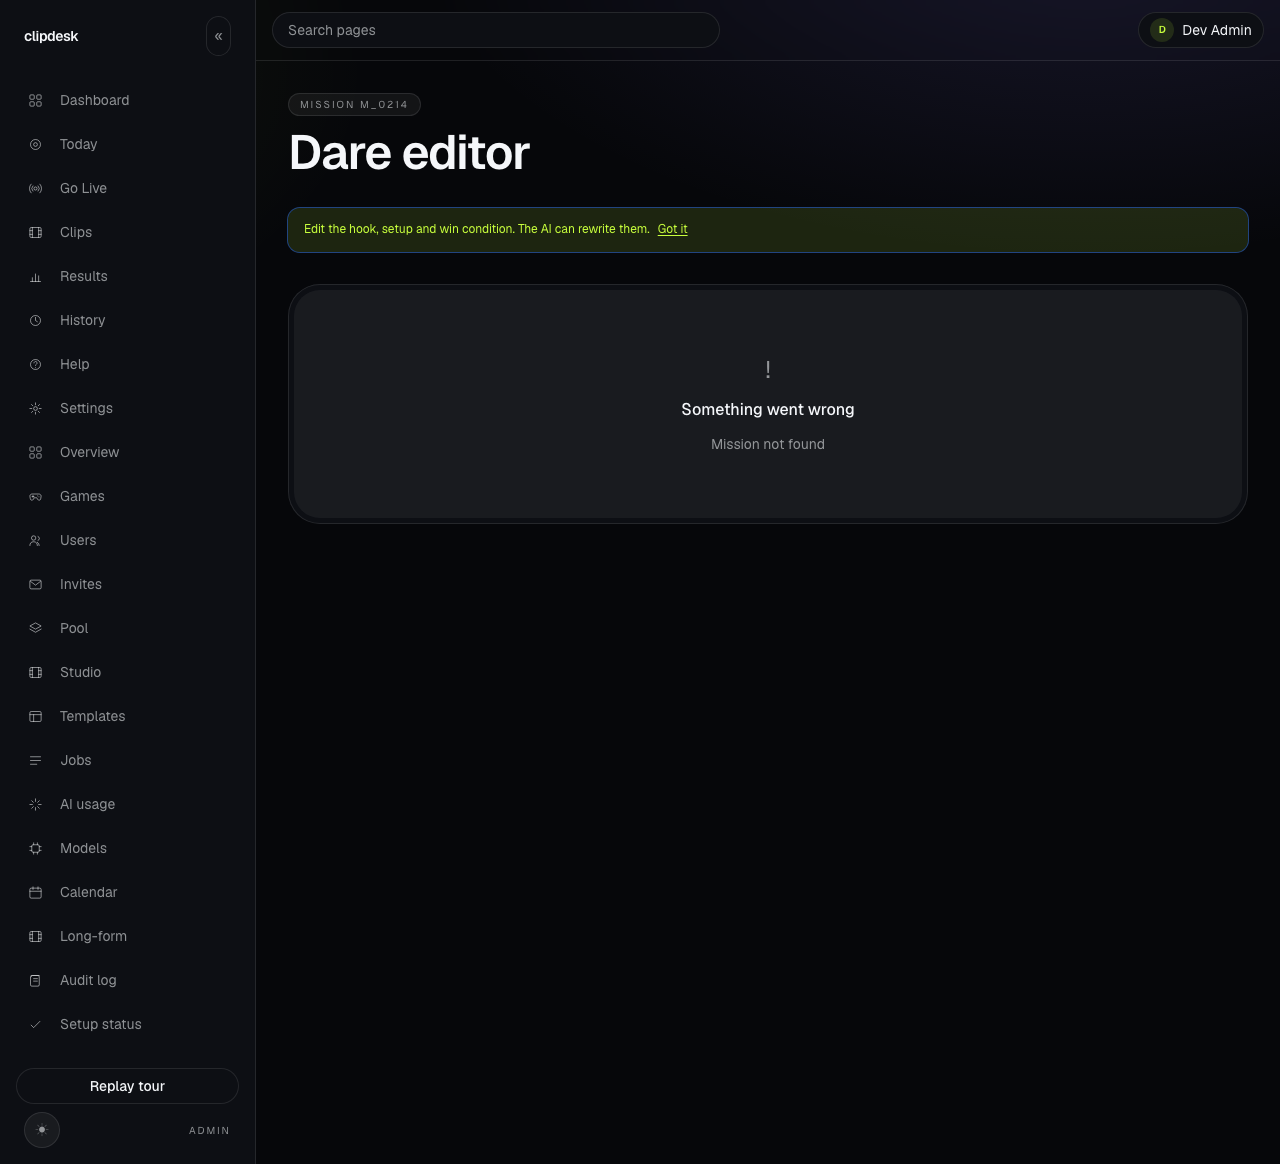 clipdesk
«
Search pages
D
Dev Admin
Dashboard
Today
Go Live
Clips
Results
History
Help
Settings
Overview
Games
Users
Invites
Pool
Studio
Templates
Jobs
AI usage
Models
Calendar
Long-form
Audit log
Setup status
Replay tour
ADMIN
MISSION M_0214
Dare editor
Edit the hook, setup and win condition. The AI can rewrite them. Got it
!
Something went wrong
Mission not found